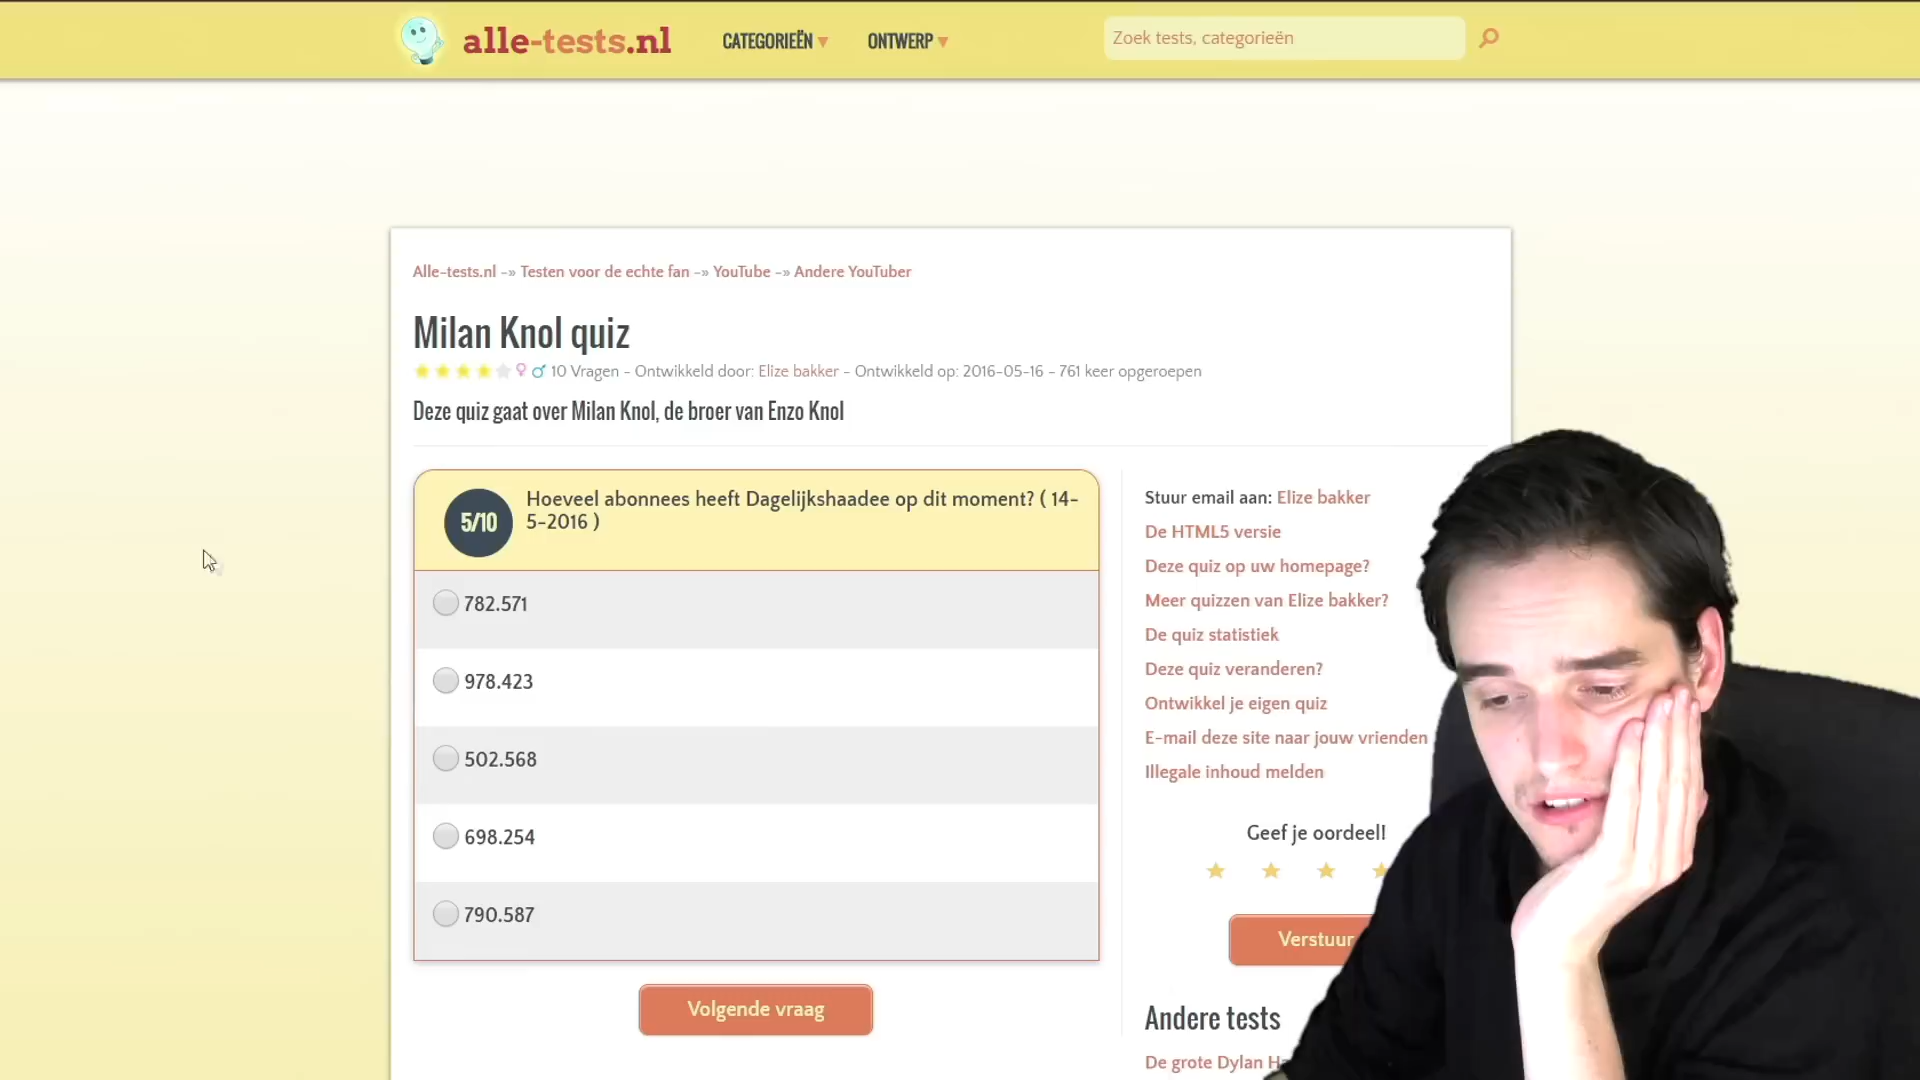 alle-tests.nl
CATEGORIEËN
ONTWERP
Zoek tests, categorieën
Alle-tests.nl -» Testen voor de echte fan -» YouTube -» Andere YouTuber
Milan Knol quiz
10 Vragen - Ontwikkeld door: Elize bakker - Ontwikkeld op: 2016-05-16 - 761 keer opgeroepen
Deze quiz gaat over Milan Knol, de broer van Enzo Knol
5/10
Hoeveel abonnees heeft Dagelijkshaadee op dit moment? ( 14-
5-2016 )
782.571
978.423
502.568
698.254
790.587
Volgende vraag
Stuur email aan: Elize bakker
De HTML5 versie
Deze quiz op uw homepage?
Meer quizzen van Elize bakker?
De quiz statistiek
Deze quiz veranderen?
Ontwikkel je eigen quiz
E-mail deze site naar jouw vrienden
Illegale inhoud melden
Geef je oordeel!
Verstuur
Andere tests
De grote Dylan